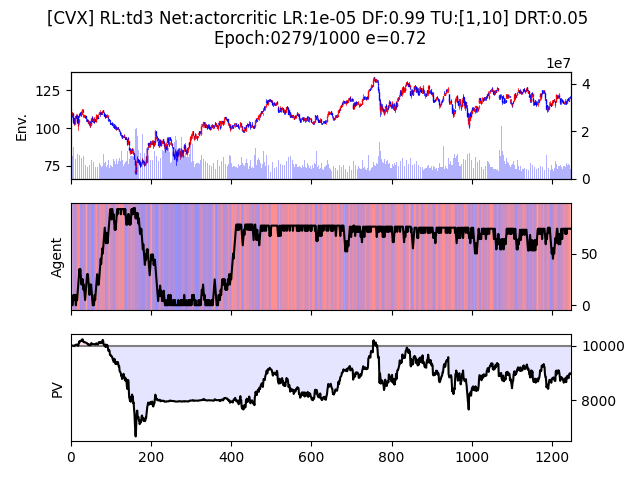 [CVX] RL:td3 Net:actorcritic LR:1e-05 DF:0.99 TU:[1,10] DRT:0.05
Epoch:0279/1000 e=0.72
1e7
125
100
75
Env.
4
2
0
Agent
50
0
PV
10000
8000
0 200 400 600 800 1000 1200